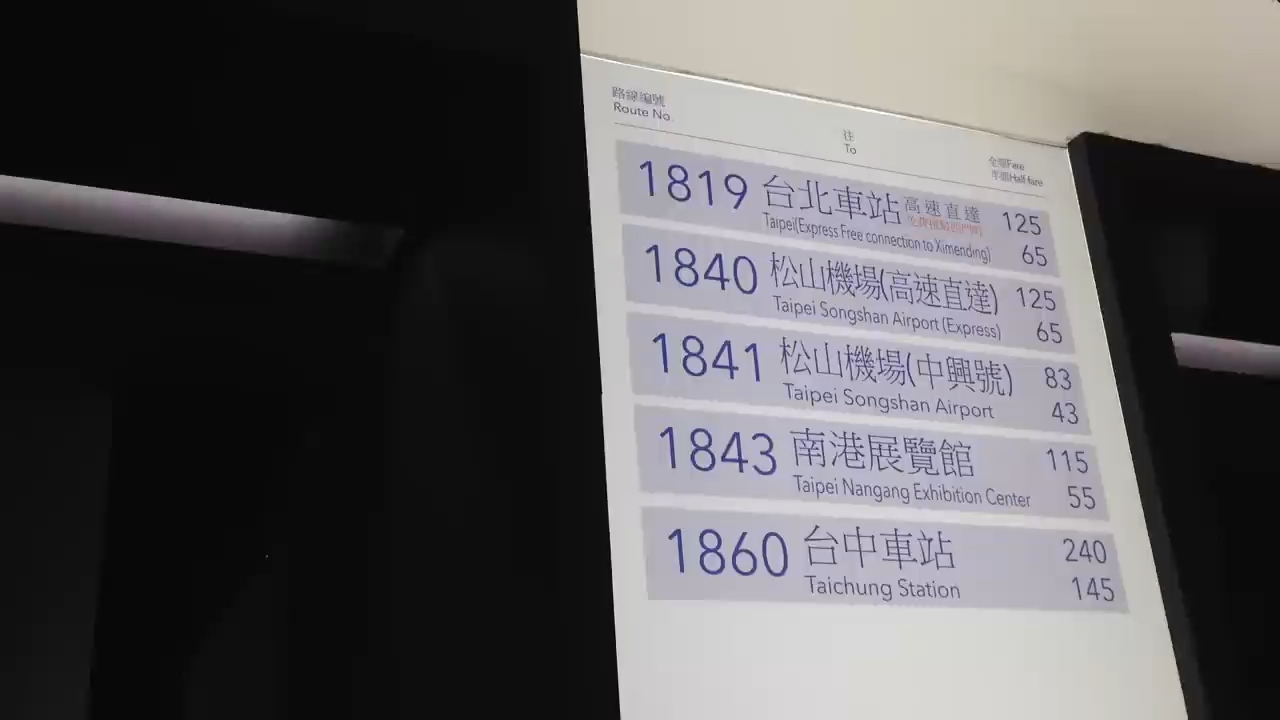 路線編號
Route No.
往
To
全票Fare
半票Half fare
1819 台北車站 高速直達 125
Taipei(Express Free connection to Ximending) 65
1840 松山機場(高速直達) 125
Taipei Songshan Airport (Express) 65
1841 松山機場(中興號) 83
Taipei Songshan Airport 43
1843 南港展覽館 115
Taipei Nangang Exhibition Center 55
1860 台中車站 240
Taichung Station 145